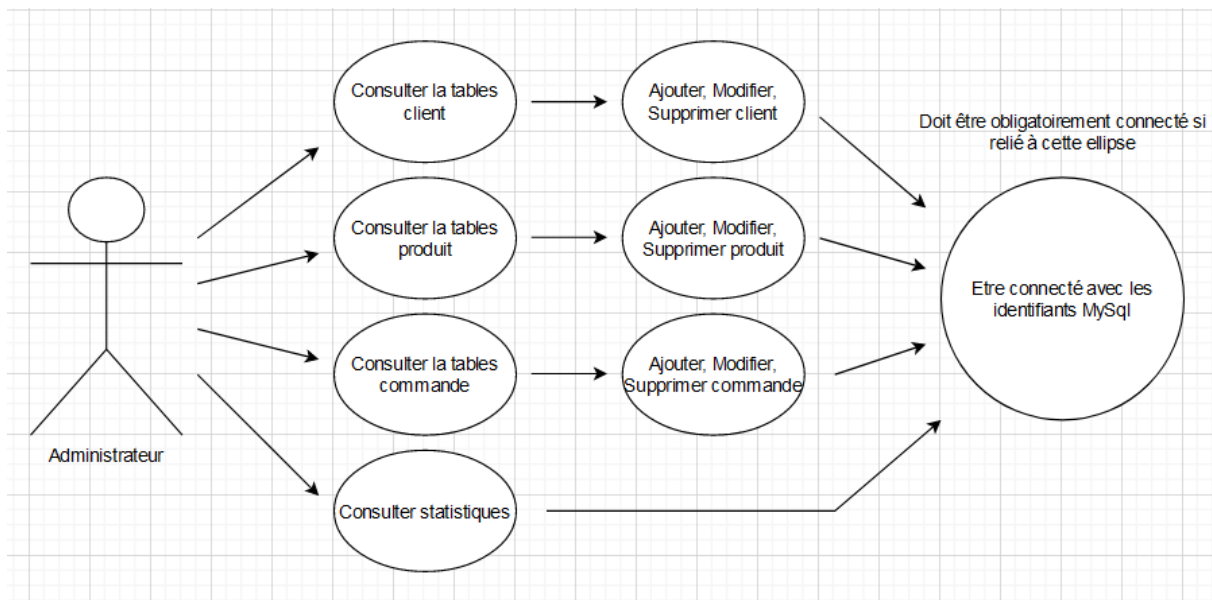 Consulter la tables
client
Ajouter, Modifier,
Supprimer client
Doit être obligatoirement connecté si
relié à cette ellipse
Consulter la tables
produit
Ajouter, Modifier,
Supprimer produit
Etre connecté avec les
identifiants MySql
Consulter la tables
commande
Ajouter, Modifier,
Supprimer commande
Administrateur
Consulter statistiques